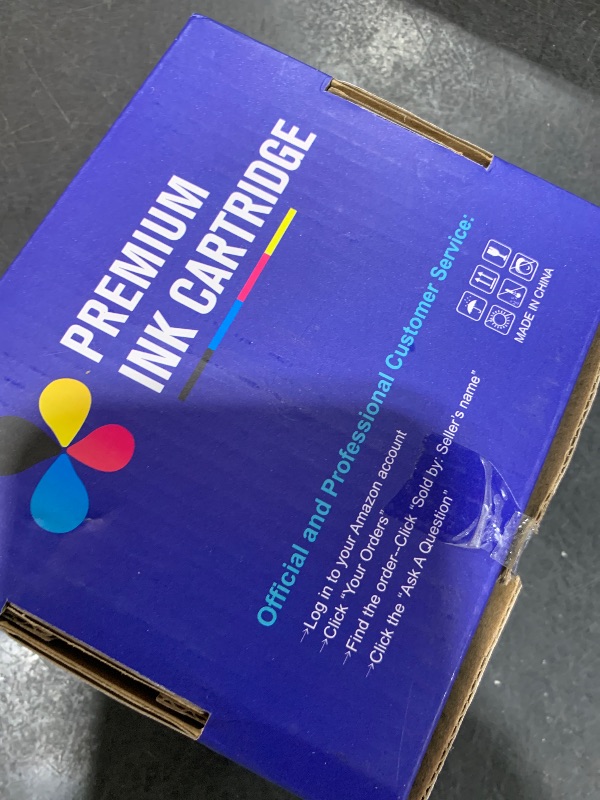 PREMIUM
INK CARTRIDGE
Official and Professional Customer Service:
→Log in to your Amazon account
→Click “Your Orders”
→Find the order--Click “Sold by: Seller's name”
→Click the “Ask A Question”
MADE IN CHINA